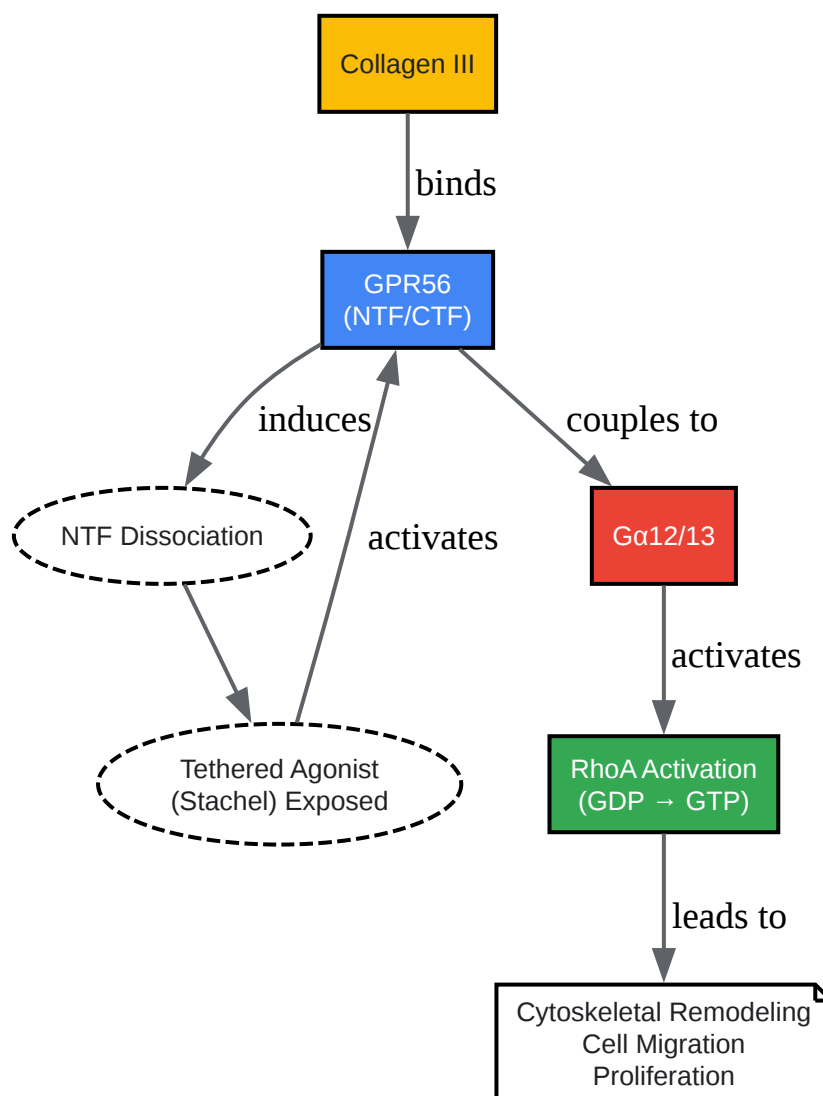 Collagen III
binds
GPR56
(NTF/CTF)
induces
couples to
NTF Dissociation
activates
Gα12/13
activates
Tethered Agonist
(Stachel) Exposed
RhoA Activation
(GDP → GTP)
leads to
Cytoskeletal Remodeling
Cell Migration
Proliferation